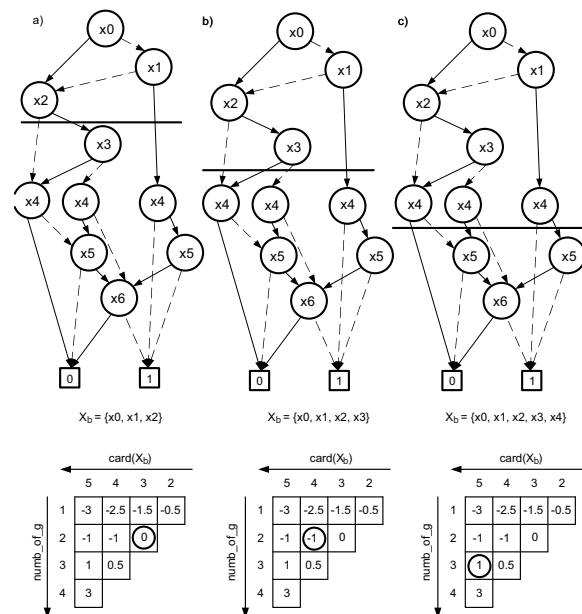 a) b) c)
x0 x0 x0
x1 x1 x1
x2 x2 x2
x3 x3 x3
x4 x4 x4 x4 x4 x4 x4 x4 x4
x5 x5 x5 x5 x5 x5
x6 x6 x6
0 1 0 1 0 1
Xb = {x0, x1, x2} Xb = {x0, x1, x2, x3} Xb = {x0, x1, x2, x3, x4}
card(Xb) card(Xb) card(Xb)
5 4 3 2 5 4 3 2 5 4 3 2
1 -3 -2.5 -1.5 -0.5 1 -3 -2.5 -1.5 -0.5 1 -3 -2.5 -1.5 -0.5
2 -1 -1 0 2 -1 -1 0 2 -1 -1 0
3 1 0.5 3 1 0.5 3 1 0.5
4 3 4 3 4 3
numb_of_g numb_of_g numb_of_g